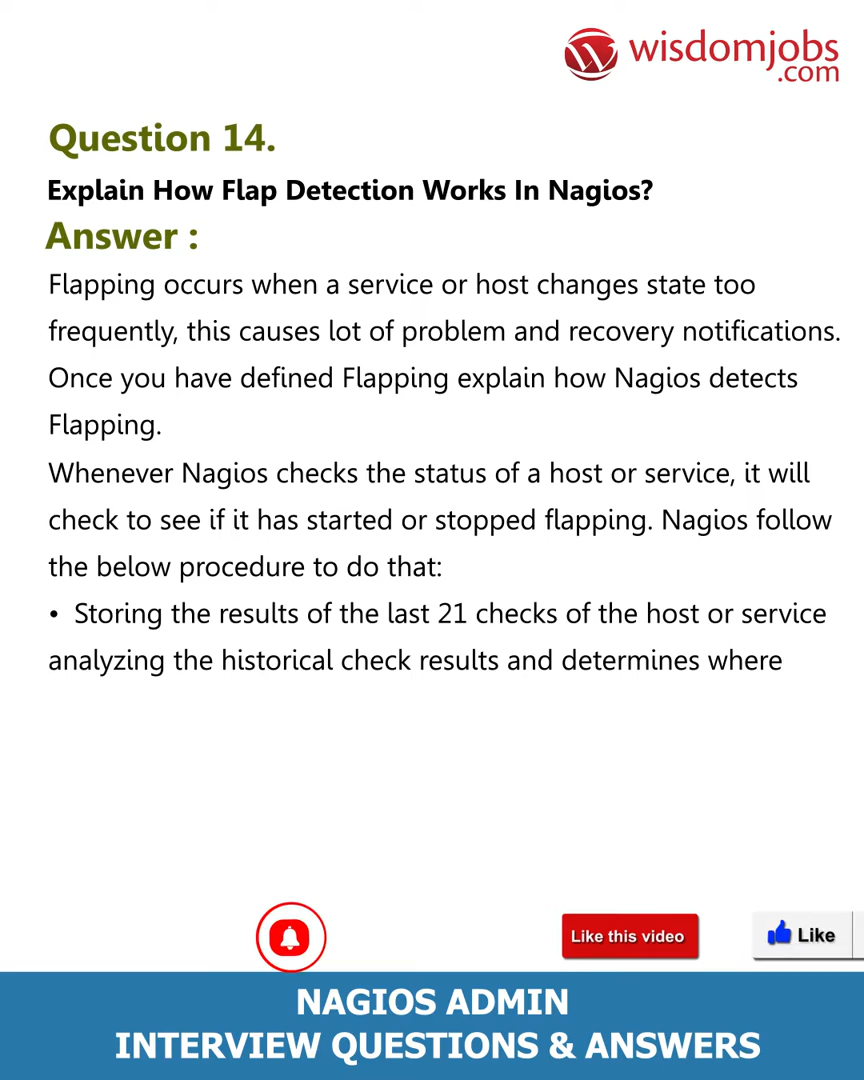 wisdomjobs
.com
Question 14.
Explain How Flap Detection Works In Nagios?
Answer :
Flapping occurs when a service or host changes state too
frequently, this causes lot of problem and recovery notifications.
Once you have defined Flapping explain how Nagios detects
Flapping.
Whenever Nagios checks the status of a host or service, it will
check to see if it has started or stopped flapping. Nagios follow
the below procedure to do that:
• Storing the results of the last 21 checks of the host or service
analyzing the historical check results and determines where
Like this video
Like
NAGIOS ADMIN
INTERVIEW QUESTIONS & ANSWERS